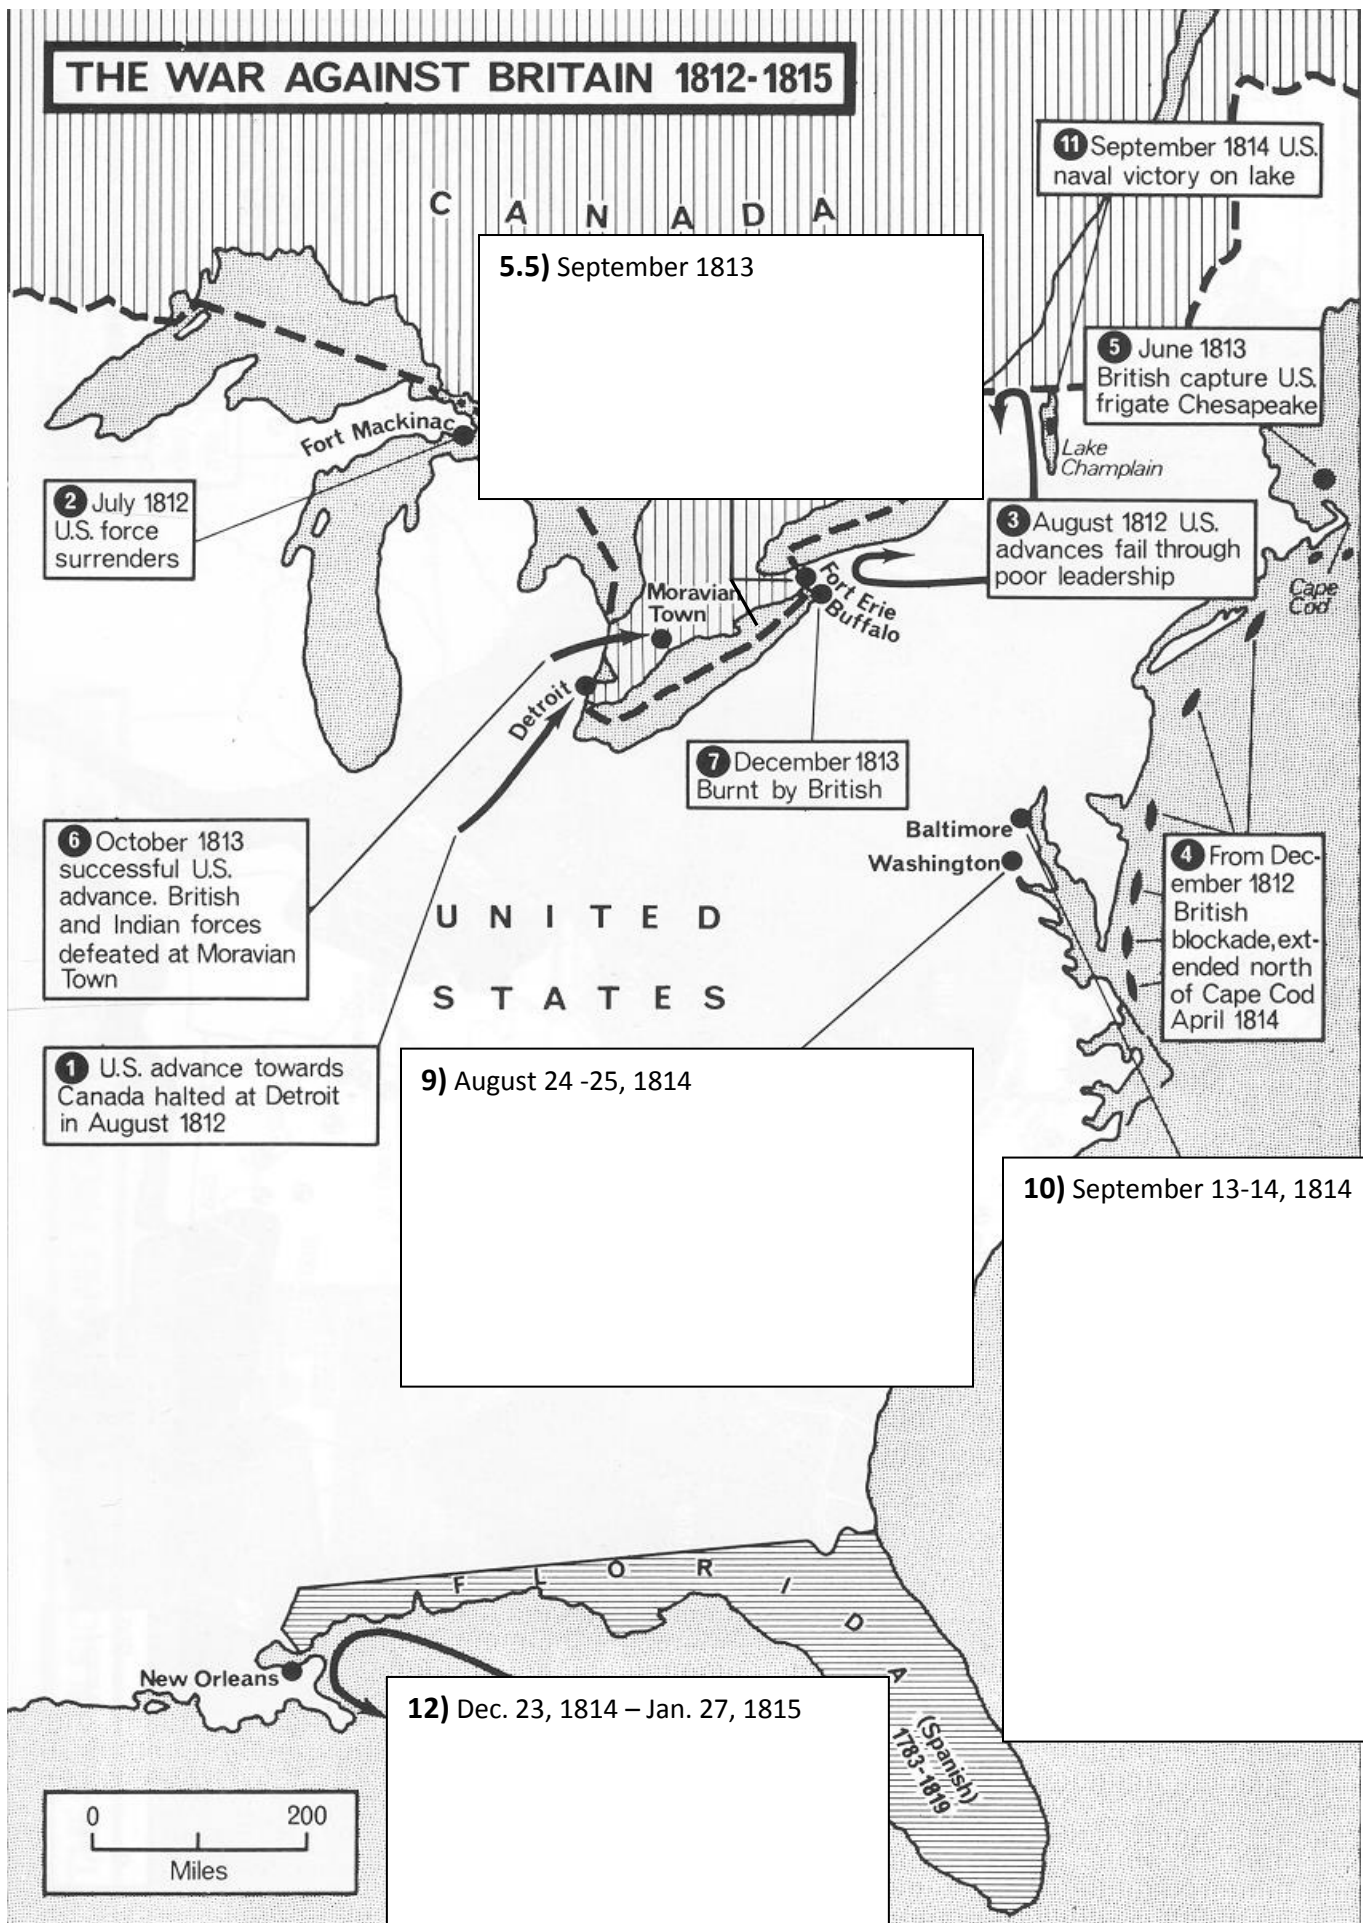 THE WAR AGAINST BRITAIN 1812-1815
11 September 1814 U.S.
naval victory on lake
C A N A D A
5.5) September 1813
5 June 1813
British capture U.S.
frigate Chesapeake
Fort Mackinac
Lake
Champlain
2 July 1812
U.S. force
surrenders
3 August 1812 U.S.
advances fail through
poor leadership
Cape
Cod
Moravian
Town
Fort Erie
Buffalo
Detroit
7 December 1813
Burnt by British
Baltimore
Washington
6 October 1813
successful U.S.
advance. British
and Indian forces
defeated at Moravian
Town
4 From Dec-
ember 1812
British
blockade, ext-
ended north
of Cape Cod
April 1814
U N I T E D
S T A T E S
1 U.S. advance towards
Canada halted at Detroit
in August 1812
9) August 24 -25, 1814
10) September 13-14, 1814
F L O R I D A
(Spanish)
1783-1819
New Orleans
12) Dec. 23, 1814 – Jan. 27, 1815
0 200
Miles